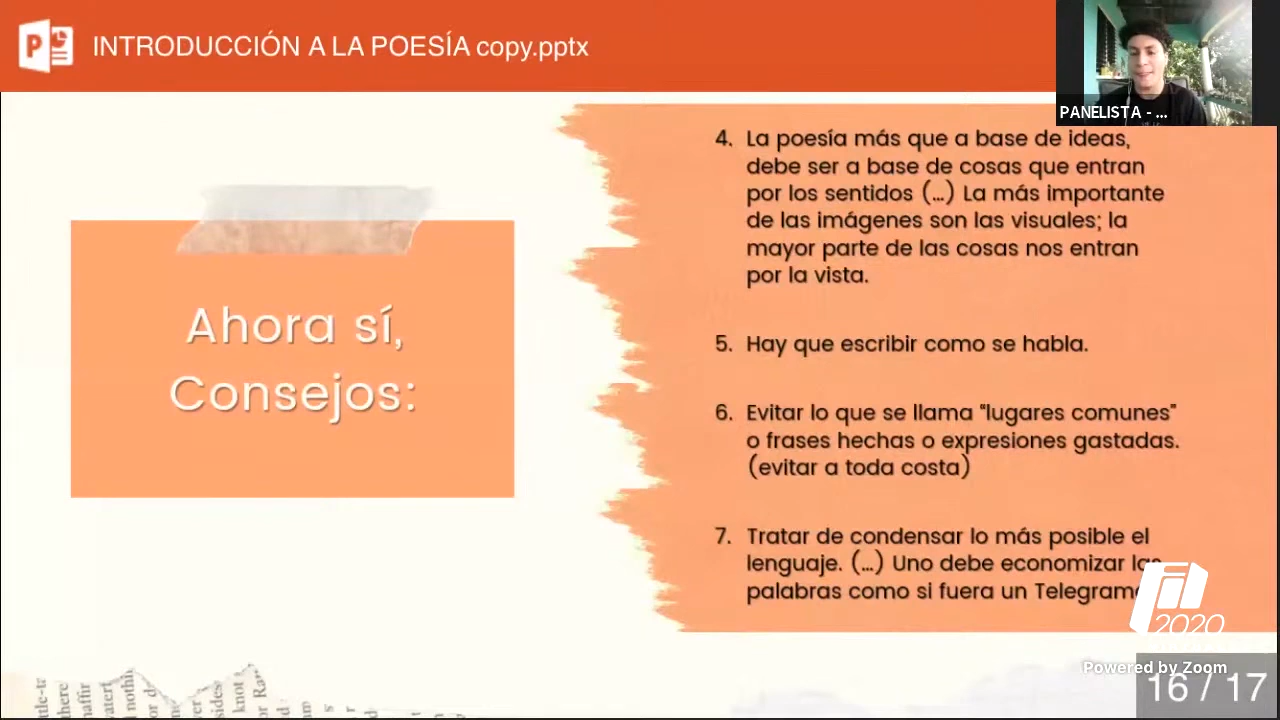 INTRODUCCIÓN A LA POESÍA copy.pptx
PANELISTA - ...
Ahora sí,
Consejos:
4. La poesía más que a base de ideas,
debe ser a base de cosas que entran
por los sentidos (...) La más importante
de las imágenes son las visuales; la
mayor parte de las cosas nos entran
por la vista.
5. Hay que escribir como se habla.
6. Evitar lo que se llama "lugares comunes"
o frases hechas o expresiones gastadas.
(evitar a toda costa)
7. Tratar de condensar lo más posible el
lenguaje. (...) Uno debe economizar las
palabras como si fuera un Telegrama
2020
Powered by Zoom
16 / 17